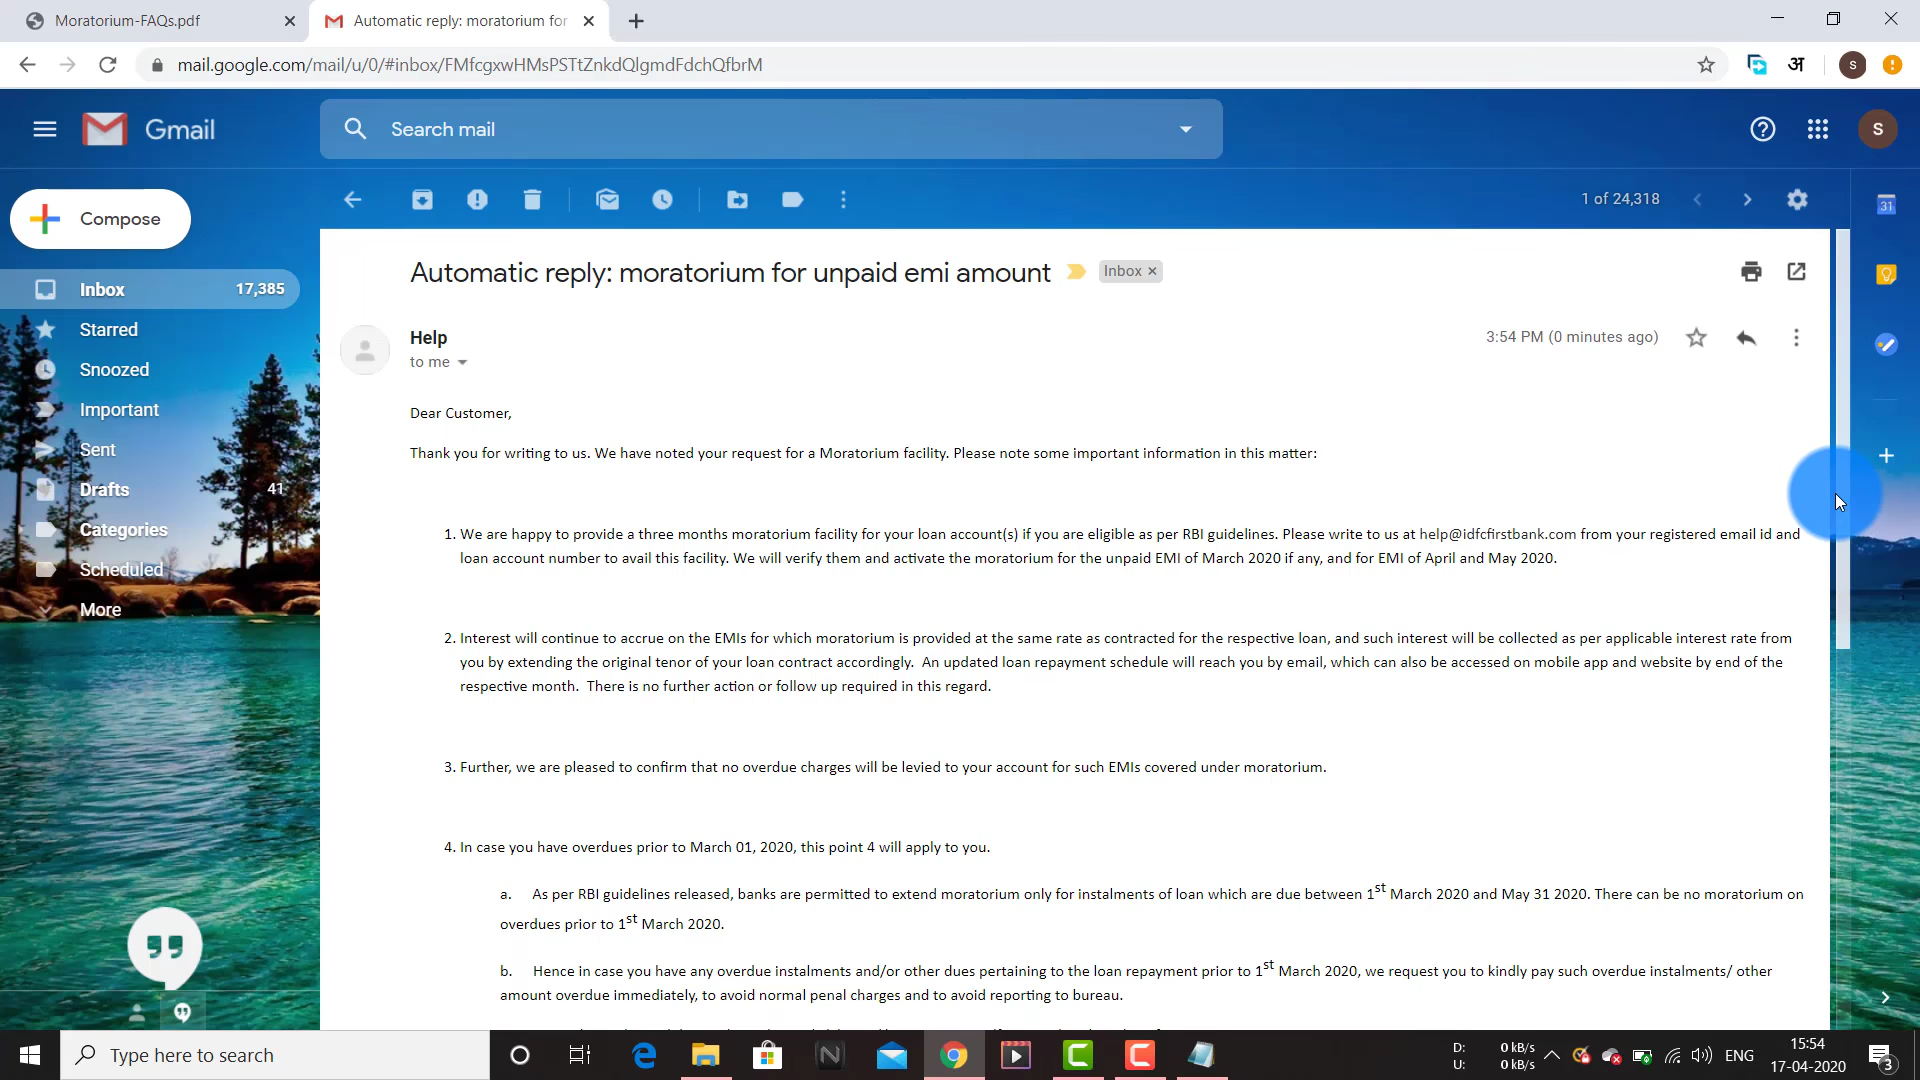 Moratorium-FAQs.pdf
Automatic reply: moratorium for
mail.google.com/mail/u/0/#inbox/FMfcgxwHMsPSTtZnkdQlgmdFdchQfbrM
अ
s
Gmail
Search mail
S
Compose
1 of 24,318
31
Inbox 17,385
Starred
Snoozed
Important
Sent
Drafts 41
Categories
Scheduled
More
Automatic reply: moratorium for unpaid emi amount
Inbox ×
Help
3:54 PM (0 minutes ago)
to me
Dear Customer,
Thank you for writing to us. We have noted your request for a Moratorium facility. Please note some important information in this matter:
1. We are happy to provide a three months moratorium facility for your loan account(s) if you are eligible as per RBI guidelines. Please write to us at help@idfcfirstbank.com from your registered email id and
loan account number to avail this facility. We will verify them and activate the moratorium for the unpaid EMI of March 2020 if any, and for EMI of April and May 2020.
2. Interest will continue to accrue on the EMIs for which moratorium is provided at the same rate as contracted for the respective loan, and such interest will be collected as per applicable interest rate from
you by extending the original tenor of your loan contract accordingly. An updated loan repayment schedule will reach you by email, which can also be accessed on mobile app and website by end of the
respective month. There is no further action or follow up required in this regard.
3. Further, we are pleased to confirm that no overdue charges will be levied to your account for such EMIs covered under moratorium.
4. In case you have overdues prior to March 01, 2020, this point 4 will apply to you.
a. As per RBI guidelines released, banks are permitted to extend moratorium only for instalments of loan which are due between 1st March 2020 and May 31 2020. There can be no moratorium on
overdues prior to 1st March 2020.
b. Hence in case you have any overdue instalments and/or other dues pertaining to the loan repayment prior to 1st March 2020, we request you to kindly pay such overdue instalments/ other
amount overdue immediately, to avoid normal penal charges and to avoid reporting to bureau.
Type here to search
D: 0 kB/s
U: 0 kB/s
ENG
15:54
17-04-2020
3